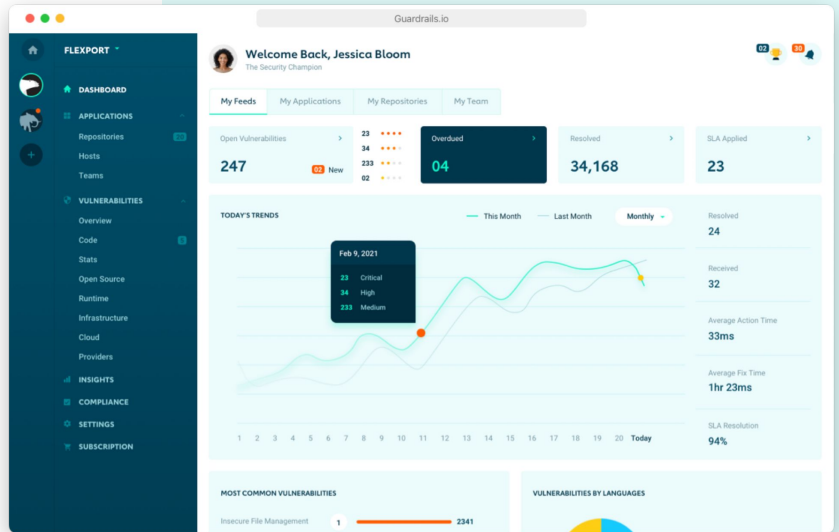 Guardrails.io
FLEXPORT
DASHBOARD
APPLICATIONS
Repositories
Hosts
Teams
VULNERABILITIES
Overview
Code
Stats
Open Source
Runtime
Infrastructure
Cloud
Providers
INSIGHTS
COMPLIANCE
SETTINGS
SUBSCRIPTION
Welcome Back, Jessica Bloom
The Security Champion
02
30
My Feeds
My Applications
My Repositories
My Team
Open Vulnerabilities
247
02 New
23
34
233
02
Overdued
04
Resolved
34,168
SLA Applied
23
TODAY'S TRENDS
This Month
Last Month
Monthly
Feb 9, 2021
23 Critical
34 High
233 Medium
1 2 3 4 5 6 7 8 9 10 11 12 13 14 15 16 17 18 19 20 Today
Resolved
24
Received
32
Average Action Time
33ms
Average Fix Time
1hr 23ms
SLA Resolution
94%
MOST COMMON VULNERABILITIES
Insecure File Management 1 2341
VULNERABILITIES BY LANGUAGES